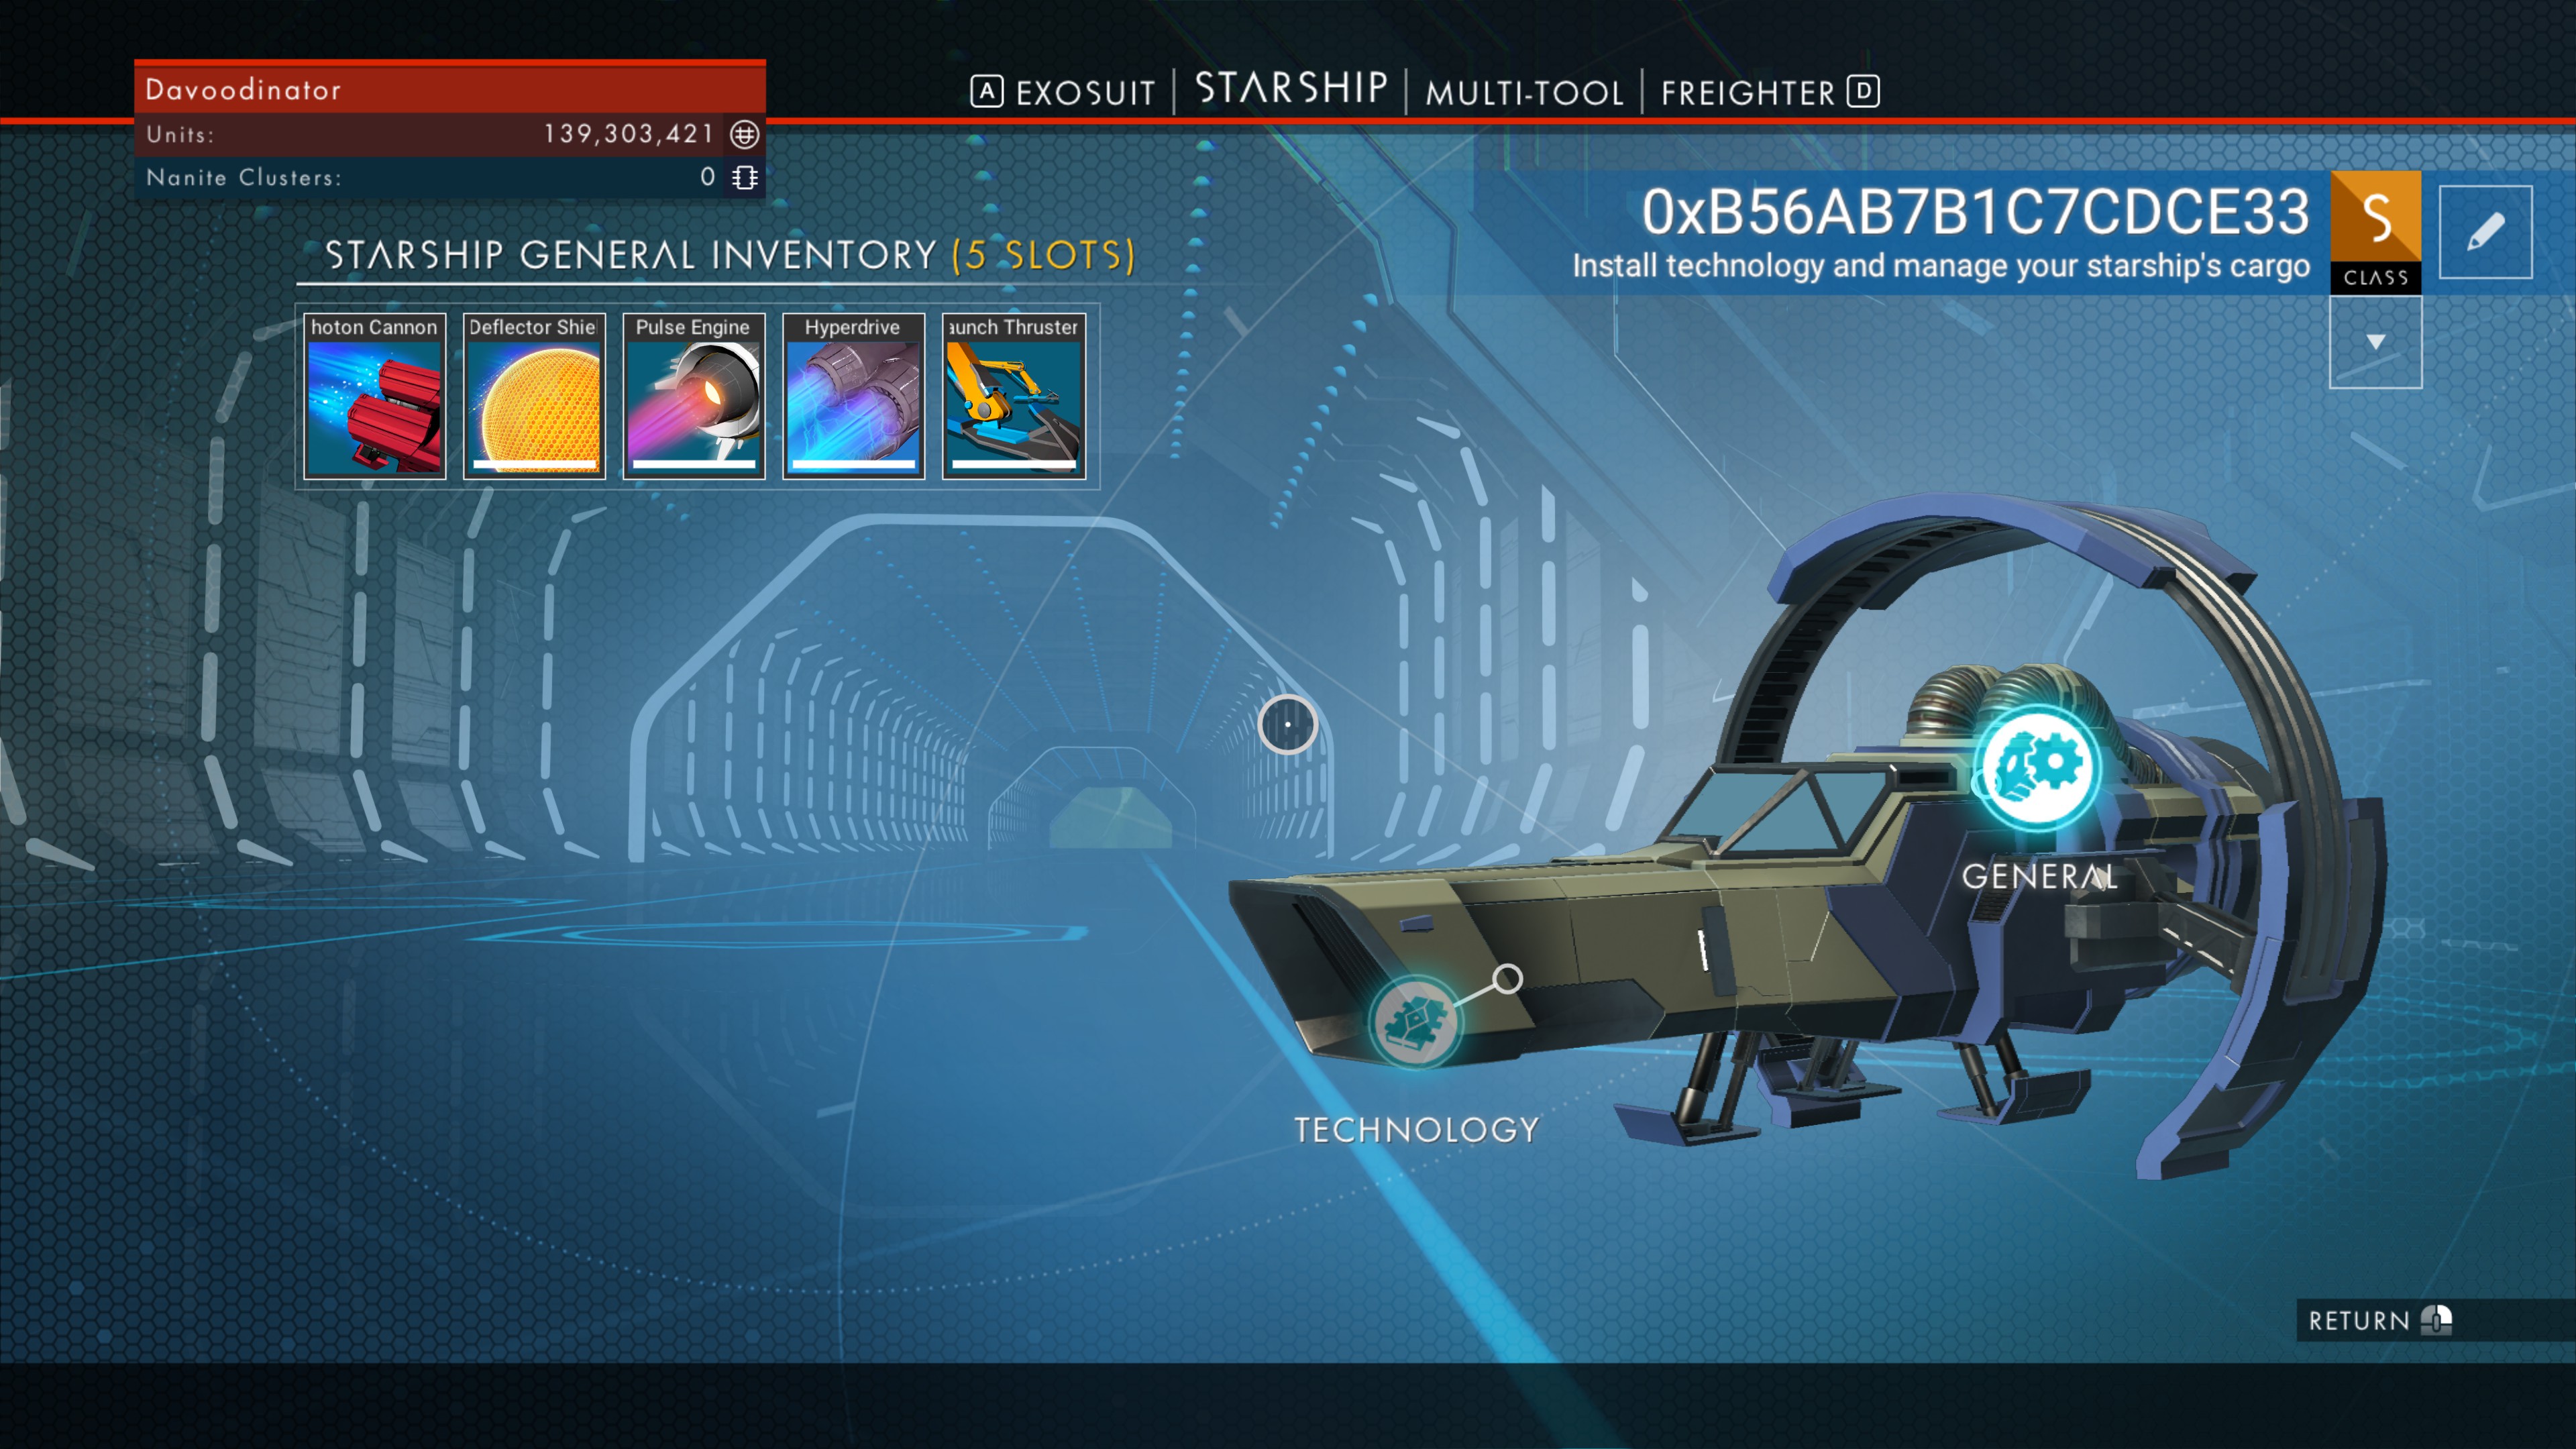 Davoodinator
Units: 139,303,421
Nanite Clusters: 0
A EXOSUIT STARSHIP MULTI-TOOL FREIGHTER D
0xB56AB7B1C7CDCE33
Install technology and manage your starship's cargo
S
CLASS
STARSHIP GENERAL INVENTORY (5 SLOTS)
hoton Cannon Deflector Shie Pulse Engine Hyperdrive aunch Thruster
GENERAL
TECHNOLOGY
RETURN